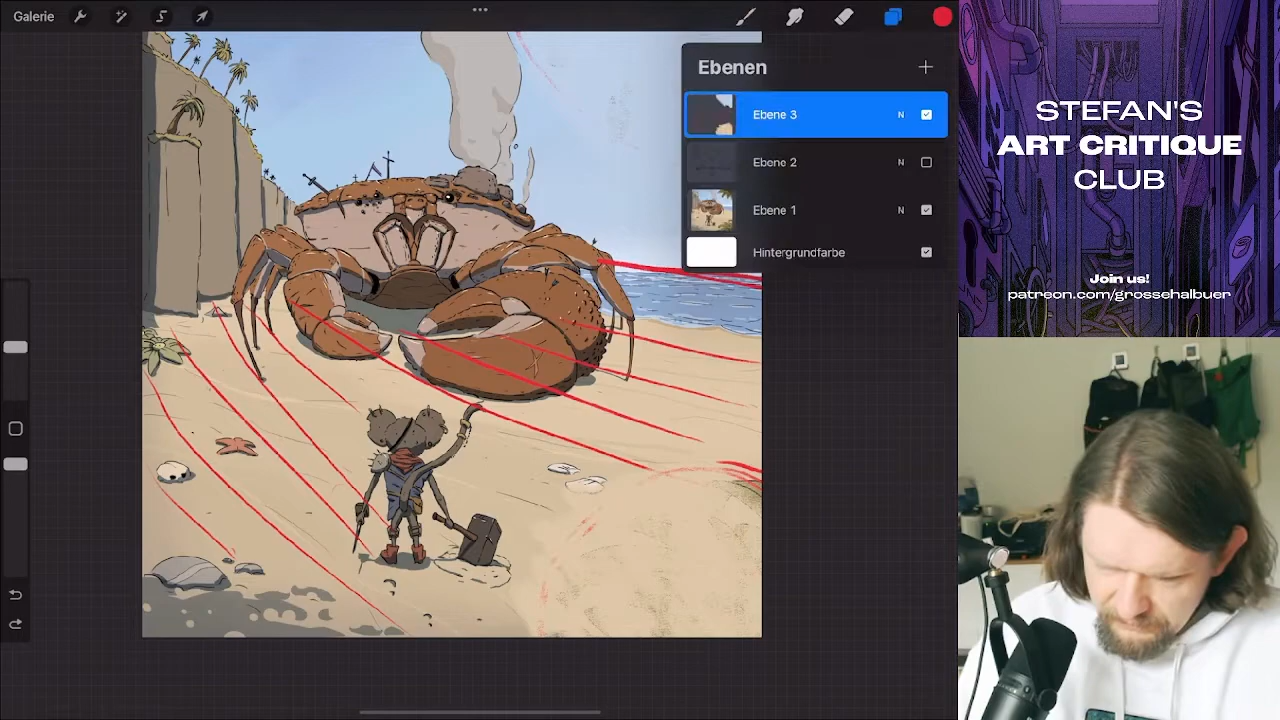 Galerie
Ebenen
Ebene 3
N
Ebene 2
N
Ebene 1
N
Hintergrundfarbe
STEFAN'S
ART CRITIQUE
CLUB
Join us!
patreon.com/grossehalbuer